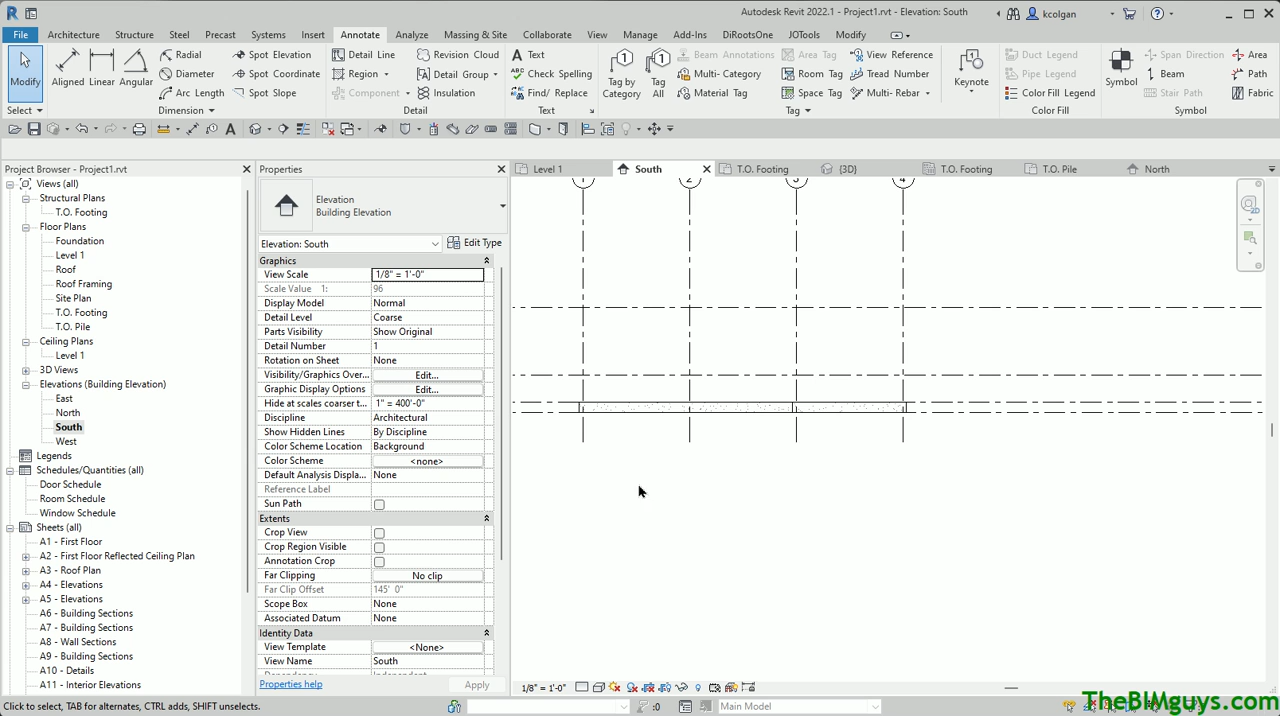 Autodesk Revit 2022.1 - Project1.rvt - Elevation: South
kcolgan
File Architecture Structure Steel Precast Systems Insert Annotate Analyze Massing & Site Collaborate View Manage Add-Ins DiRootsOne JOTools Modify
Modify Aligned Linear Angular
Radial
Diameter
Arc Length
Spot Elevation
Spot Coordinate
Spot Slope
Detail Line
Region
Component
Revision Cloud
Detail Group
Insulation
Text
Check Spelling
Find/ Replace
Tag by
Category
Tag
All
Beam Annotations
Multi- Category
Material Tag
Area Tag
Room Tag
Space Tag
View Reference
Tread Number
Multi- Rebar
Keynote
Duct Legend
Pipe Legend
Color Fill Legend
Symbol
Span Direction
Beam
Stair Path
Area
Path
Fabric
Select Dimension Detail Text Tag Color Fill Symbol
Project Browser - Project1.rvt
Views (all)
Structural Plans
T.O. Footing
Floor Plans
Foundation
Level 1
Roof
Roof Framing
Site Plan
T.O. Footing
T.O. Pile
Ceiling Plans
Level 1
3D Views
Elevations (Building Elevation)
East
North
South
West
Legends
Schedules/Quantities (all)
Door Schedule
Room Schedule
Window Schedule
Sheets (all)
A1 - First Floor
A2 - First Floor Reflected Ceiling Plan
A3 - Roof Plan
A4 - Elevations
A5 - Elevations
A6 - Building Sections
A7 - Building Sections
A8 - Wall Sections
A9 - Building Sections
A10 - Details
A11 - Interior Elevations
Properties
Elevation
Building Elevation
Elevation: South Edit Type
Graphics
View Scale 1/8" = 1'-0"
Scale Value 1: 96
Display Model Normal
Detail Level Coarse
Parts Visibility Show Original
Detail Number 1
Rotation on Sheet None
Visibility/Graphics Over... Edit...
Graphic Display Options Edit...
Hide at scales coarser t... 1" = 400'-0"
Discipline Architectural
Show Hidden Lines By Discipline
Color Scheme Location Background
Color Scheme <none>
Default Analysis Displa... None
Reference Label
Sun Path
Extents
Crop View
Crop Region Visible
Annotation Crop
Far Clipping No clip
Far Clip Offset 145' 0"
Scope Box None
Associated Datum None
Identity Data
View Template <None>
View Name South
Dependency Independent
Properties help Apply
Level 1 South T.O. Footing {3D} T.O. Footing T.O. Pile North
1 2 3 4
1/8" = 1'-0"
Click to select, TAB for alternates, CTRL adds, SHIFT unselects.
:0
Main Model
TheBIMguys.com